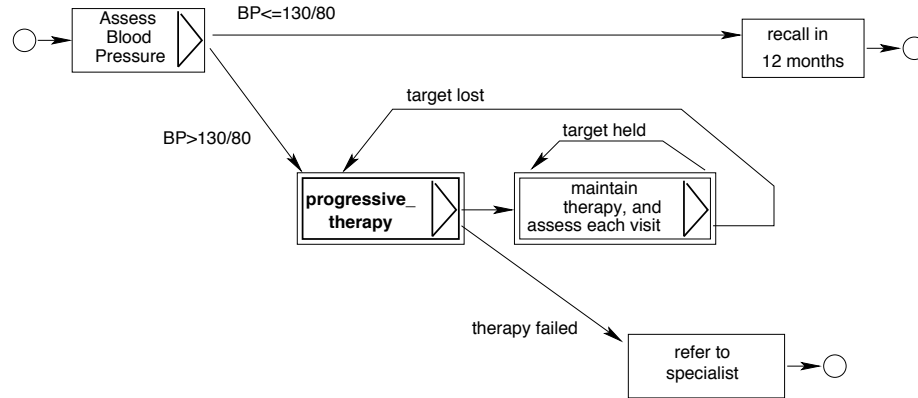 Assess
Blood
Pressure
BP<=130/80
recall in
12 months
target lost
BP>130/80
target held
progressive_
therapy
maintain
therapy, and
assess each visit
therapy failed
refer to
specialist